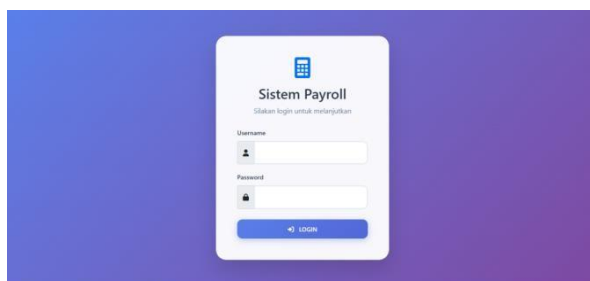 Sistem Payroll
Silakan login untuk melanjutkan
Username
Password
LOGIN